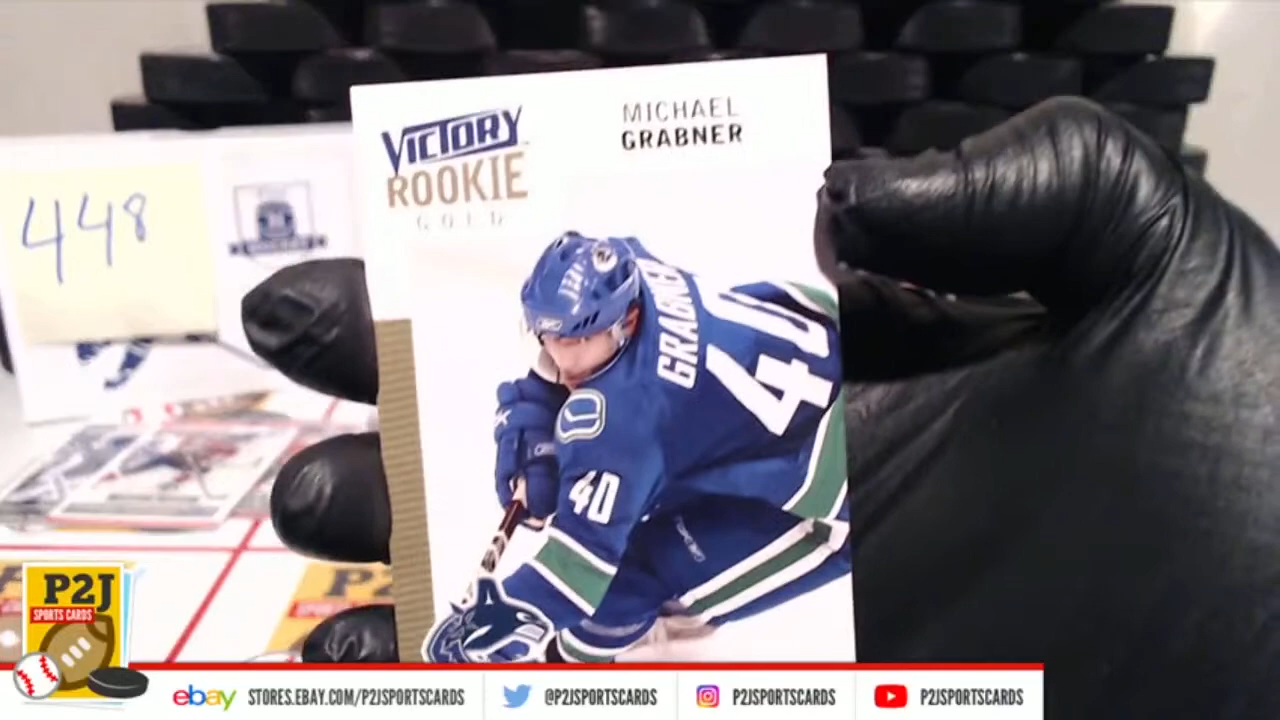 448
VICTORY
ROOKIE
GOLD
MICHAEL
GRABNER
GRABNER
40
40
P2J
SPORTS CARDS
P2J
ebay STORES.EBAY.COM/P2JSPORTSCARDS @P2JSPORTSCARDS P2JSPORTSCARDS P2JSPORTSCARDS